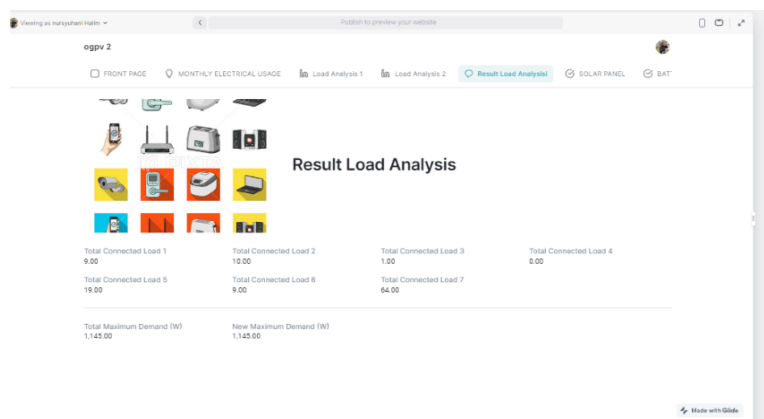 Viewing as nursyuhani Halim
Publish to preview your website
ogpv 2
FRONT PAGE MONTHLY ELECTRICAL USAGE Load Analysis 1 Load Analysis 2 Result Load Analysisi SOLAR PANEL BAT
PIXTA
Result Load Analysis
Total Connected Load 1 Total Connected Load 2 Total Connected Load 3 Total Connected Load 4
9.00 10.00 1.00 0.00
Total Connected Load 5 Total Connected Load 6 Total Connected Load 7
19.00 9.00 64.00
Total Maximum Demand (W) New Maximum Demand (W)
1,145.00 1,145.00
Made with Glide